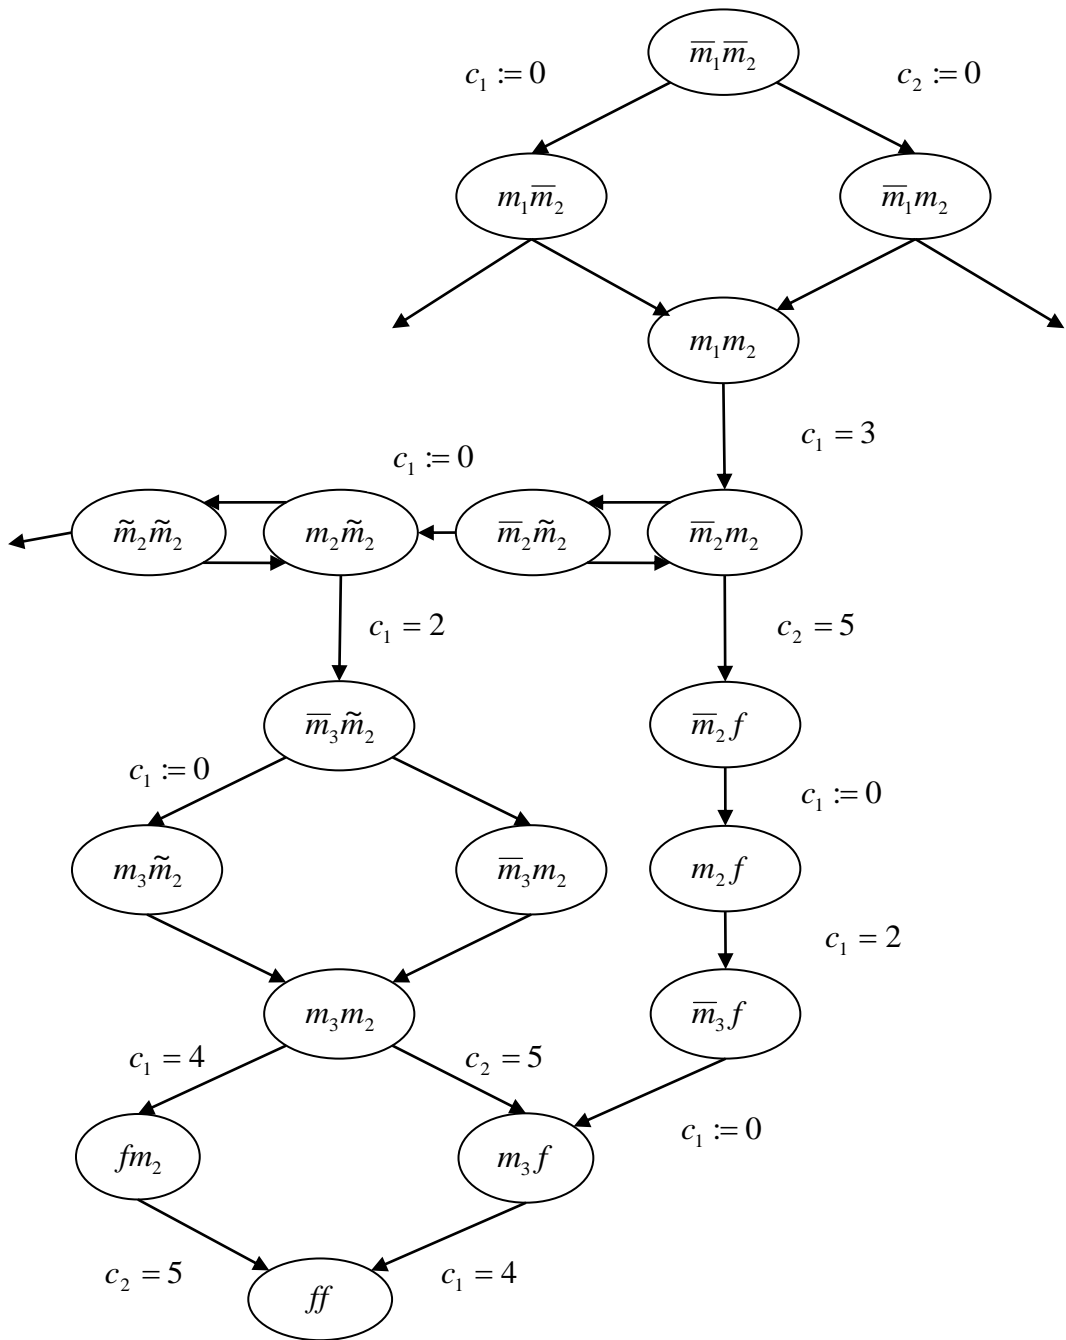 m̅₁m̅₂
c₁ := 0
c₂ := 0
m₁m̅₂
m̅₁m₂
m₁m₂
c₁ = 3
c₁ := 0
m̃₂m̃₂
m₂m̃₂
m̅₂m̃₂
m̅₂m₂
c₁ = 2
c₂ = 5
m̅₃m̃₂
m̅₂f
c₁ := 0
c₁ := 0
m₃m̃₂
m̅₃m₂
m₂f
c₁ = 2
m₃m₂
m̅₃f
c₁ = 4
c₂ = 5
c₁ := 0
fm₂
m₃f
c₂ = 5
c₁ = 4
ff